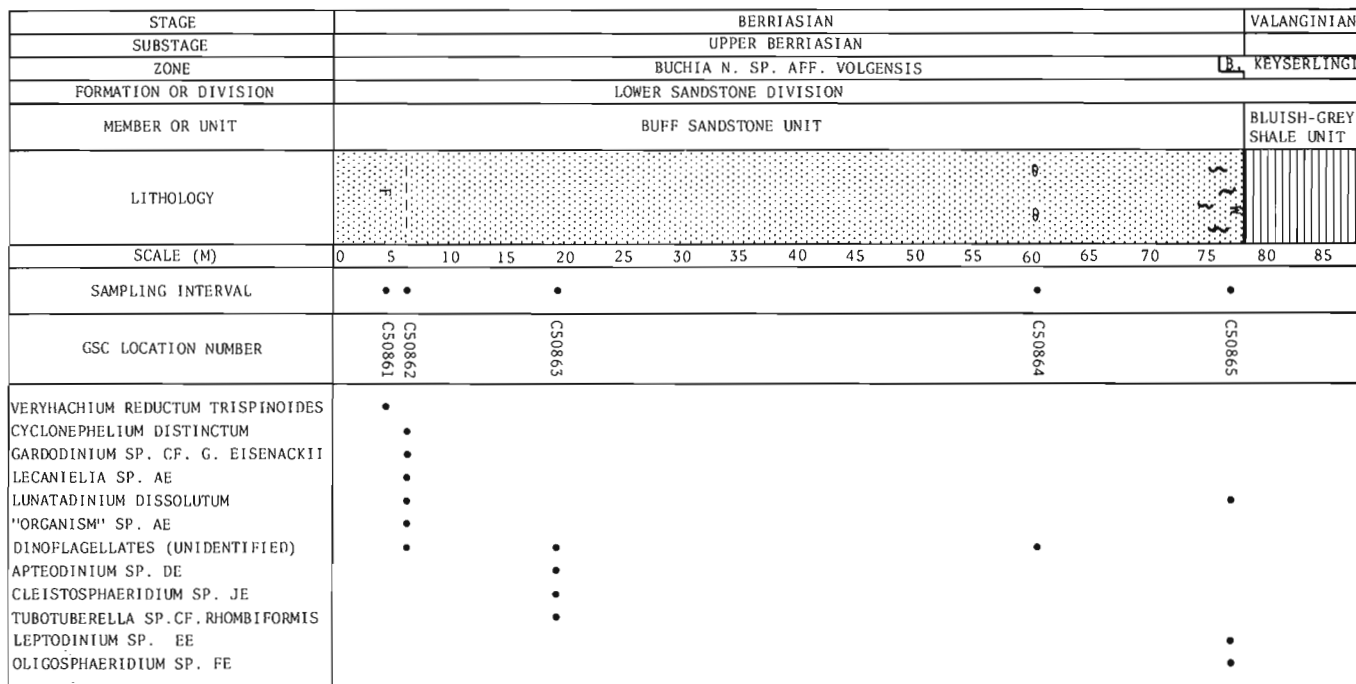 STAGE BERRIASIAN VALANGINIAN
SUBSTAGE UPPER BERRIASIAN
ZONE BUCHIA N. SP. AFF. VOLGENSIS B. KEYSERLINGI
FORMATION OR DIVISION LOWER SANDSTONE DIVISION
MEMBER OR UNIT BUFF SANDSTONE UNIT BLUISH-GREY
SHALE UNIT
LITHOLOGY
F
SCALE (M) 0 5 10 15 20 25 30 35 40 45 50 55 60 65 70 75 80 85
SAMPLING INTERVAL
GSC LOCATION NUMBER C50861 C50862 C50863 C50864 C50865
VERYHACHIUM REDUCTUM TRISPINOIDES
CYCLONEPHELIUM DISTINCTUM
GARDODINIUM SP. CF. G. EISENACKII
LECANIELIA SP. AE
LUNATADINIUM DISSOLUTUM
"ORGANISM" SP. AE
DINOFLAGELLATES (UNIDENTIFIED)
APTEODINIUM SP. DE
CLEISTOSPHAERIDIUM SP. JE
TUBOTUBERELLA SP.CF.RHOMBIFORMIS
LEPTODINIUM SP. EE
OLIGOSPHAERIDIUM SP. FE